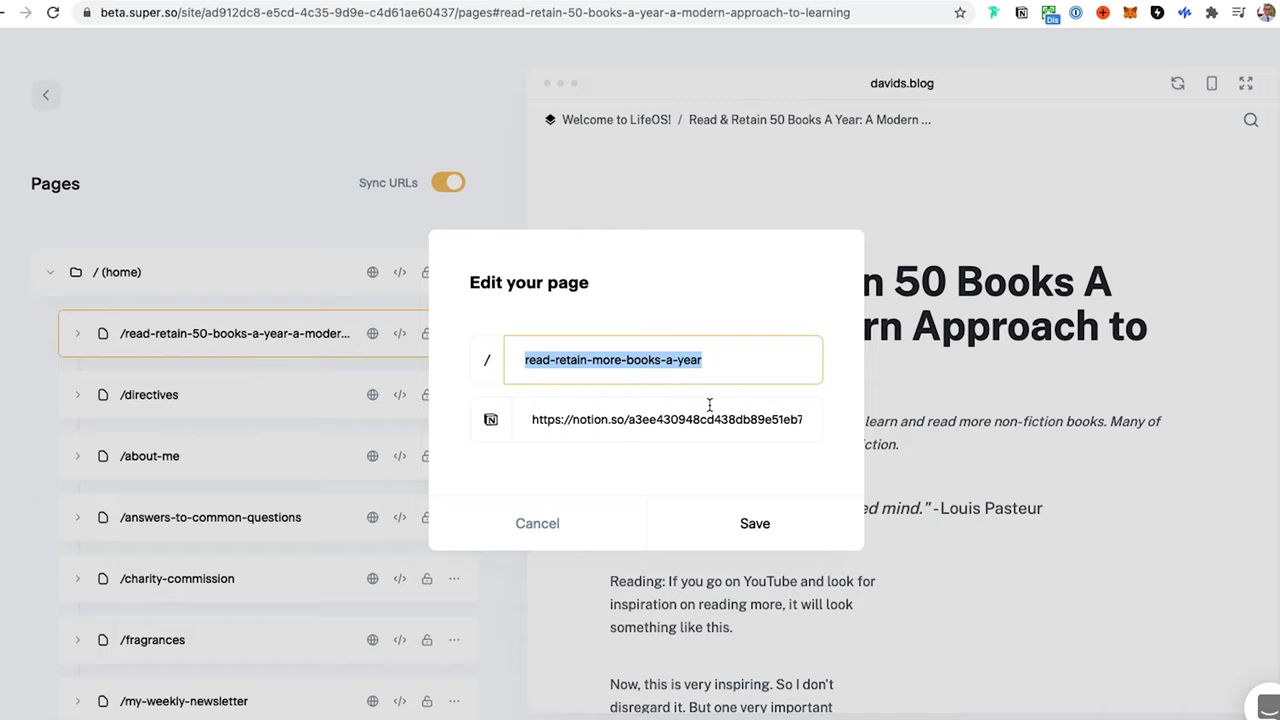 beta.super.so/site/ad912dc8-e5cd-4c35-9d9e-c4d61ae60437/pages#read-retain-50-books-a-year-a-modern-approach-to-learning
Dis
davids.blog
Welcome to LifeOS! / Read & Retain 50 Books A Year: A Modern ...
Pages
Sync URLs
/ (home)
/read-retain-50-books-a-year-a-moder...
/directives
/about-me
/answers-to-common-questions
/charity-commission
/fragrances
/my-weekly-newsletter
Edit your page
/ read-retain-more-books-a-year
https://notion.so/a3ee430948cd438db89e51eb7
Cancel
Save
n 50 Books A
rn Approach to
learn and read more non-fiction books. Many of
ction.
ed mind." - Louis Pasteur
Reading: If you go on YouTube and look for
inspiration on reading more, it will look
something like this.
Now, this is very inspiring. So I don't
disregard it. But one very important